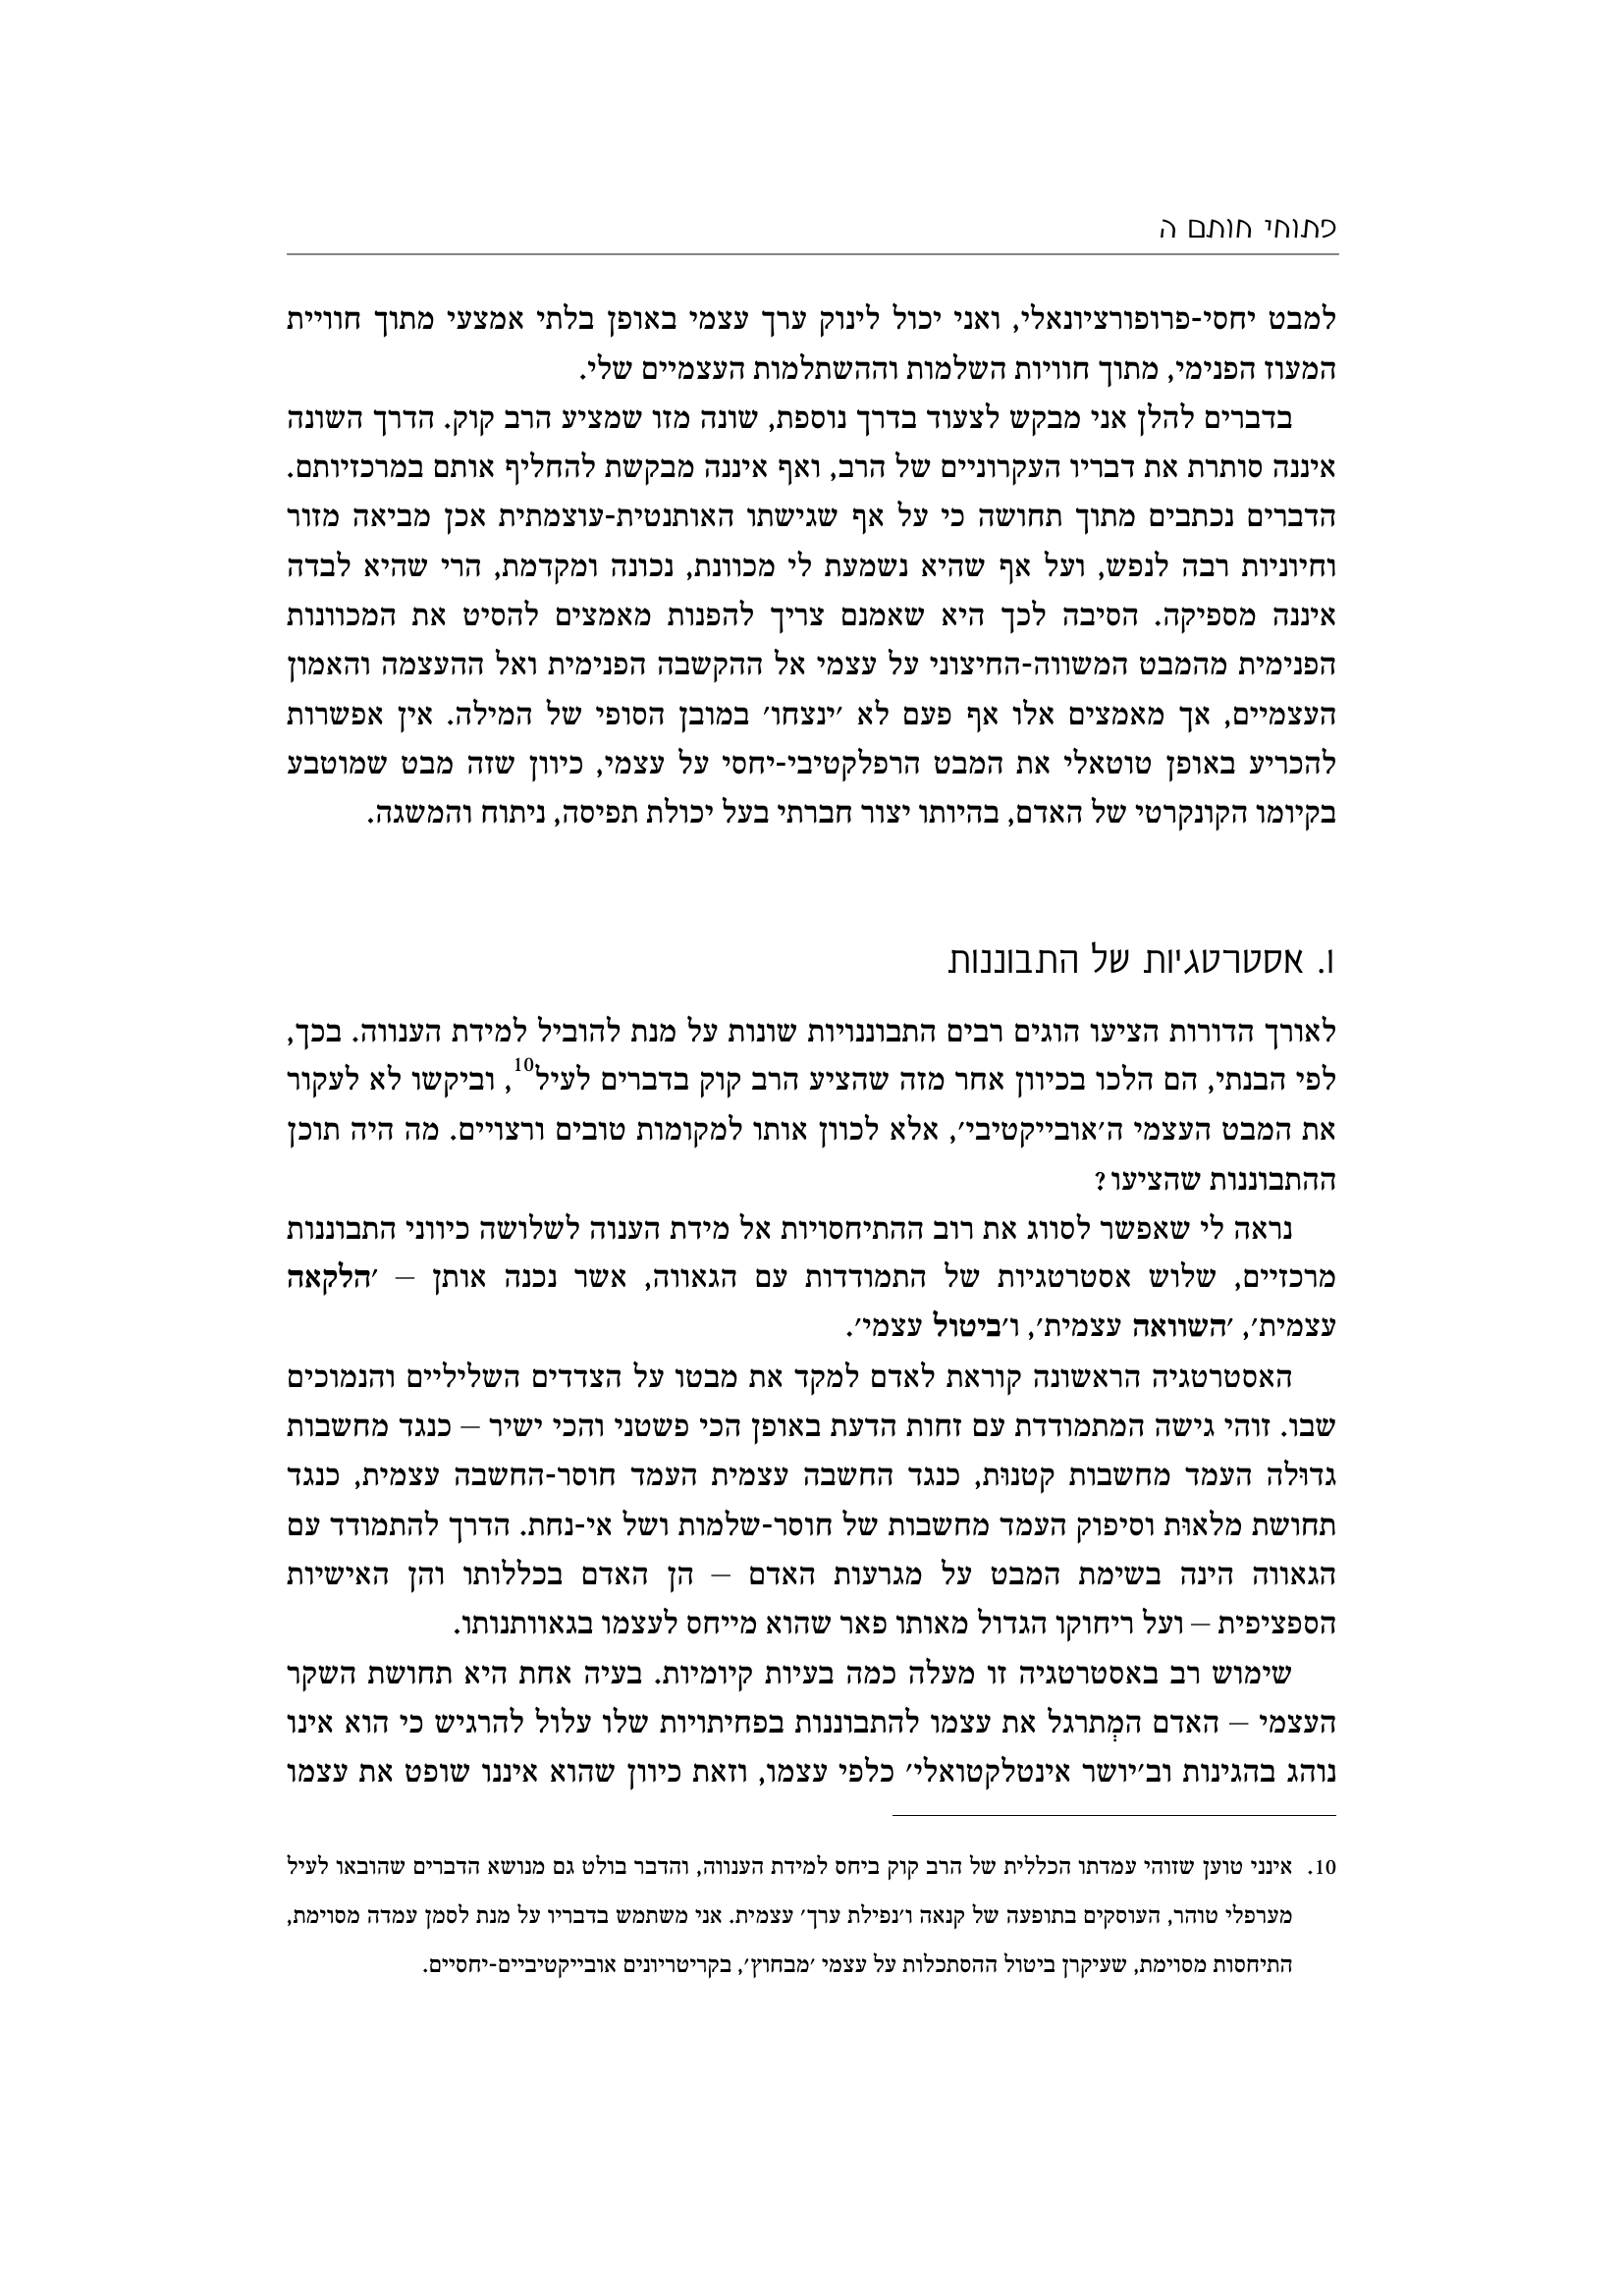 פתוחי חותם ה
למבט יחסי-פרופורציונאלי, ואני יכול לינוק ערך עצמי באופן בלתי אמצעי מתוך חוויית
המעוז הפנימי, מתוך חוויות השלמות וההשתלמות העצמיים שלי.
בדברים להלן אני מבקש לצעוד בדרך נוספת, שונה מזו שמציע הרב קוק. הדרך השונה
איננה סותרת את דבריו העקרוניים של הרב, ואף איננה מבקשת להחליף אותם במרכזיותם.
הדברים נכתבים מתוך תחושה כי על אף שגישתו האותנטית-עוצמתית אכן מביאה מזור
וחיוניות רבה לנפש, ועל אף שהיא נשמעת לי מכוונת, נכונה ומקדמת, הרי שהיא לבדה
איננה מספיקה. הסיבה לכך היא שאמנם צריך להפנות מאמצים להסיט את המכוונות
הפנימית מהמבט המשווה-החיצוני על עצמי אל ההקשבה הפנימית ואל ההעצמה והאמון
העצמיים, אך מאמצים אלו אף פעם לא ׳ינצחו׳ במובן הסופי של המילה. אין אפשרות
להכריע באופן טוטאלי את המבט הרפלקטיבי-יחסי על עצמי, כיוון שזה מבט שמוטבע
בקיומו הקונקרטי של האדם, בהיותו יצור חברתי בעל יכולת תפיסה, ניתוח והמשגה.
ו. אסטרטגיות של התבוננות
לאורך הדורות הציעו הוגים רבים התבוננויות שונות על מנת להוביל למידת הענווה. בכך,
לפי הבנתי, הם הלכו בכיוון אחר מזה שהציע הרב קוק בדברים לעיל10, וביקשו לא לעקור
את המבט העצמי ה׳אובייקטיבי׳, אלא לכוון אותו למקומות טובים ורצויים. מה היה תוכן
ההתבוננות שהציעו?
נראה לי שאפשר לסווג את רוב ההתיחסויות אל מידת הענוה לשלושה כיווני התבוננות
מרכזיים, שלוש אסטרטגיות של התמודדות עם הגאווה, אשר נכנה אותן – ׳הלקאה
עצמית׳, ׳השוואה עצמית׳, ו׳ביטול עצמי׳.
האסטרטגיה הראשונה קוראת לאדם למקד את מבטו על הצדדים השליליים והנמוכים
שבו. זוהי גישה המתמודדת עם זחות הדעת באופן הכי פשטני והכי ישיר – כנגד מחשבות
גדוּלה העמד מחשבות קטנוּת, כנגד החשבה עצמית העמד חוסר-החשבה עצמית, כנגד
תחושת מלאוּת וסיפוק העמד מחשבות של חוסר-שלמות ושל אי-נחת. הדרך להתמודד עם
הגאווה הינה בשימת המבט על מגרעות האדם – הן האדם בכללותו והן האישיות
הספציפית – ועל ריחוקו הגדול מאותו פאר שהוא מייחס לעצמו בגאוותנותו.
שימוש רב באסטרטגיה זו מעלה כמה בעיות קיומיות. בעיה אחת היא תחושת השקר
העצמי – האדם המְתרגל את עצמו להתבוננות בפחיתויות שלו עלול להרגיש כי הוא אינו
נוהג בהגינות וב׳יושר אינטלקטואלי׳ כלפי עצמו, וזאת כיוון שהוא איננו שופט את עצמו
10. אינני טוען שזוהי עמדתו הכללית של הרב קוק ביחס למידת הענווה, והדבר בולט גם מנושא הדברים שהובאו לעיל
מערפלי טוהר, העוסקים בתופעה של קנאה ו׳נפילת ערך׳ עצמית. אני משתמש בדבריו על מנת לסמן עמדה מסוימת,
התיחסות מסוימת, שעיקרן ביטול ההסתכלות על עצמי ׳מבחוץ׳, בקריטריונים אובייקטיביים-יחסיים.